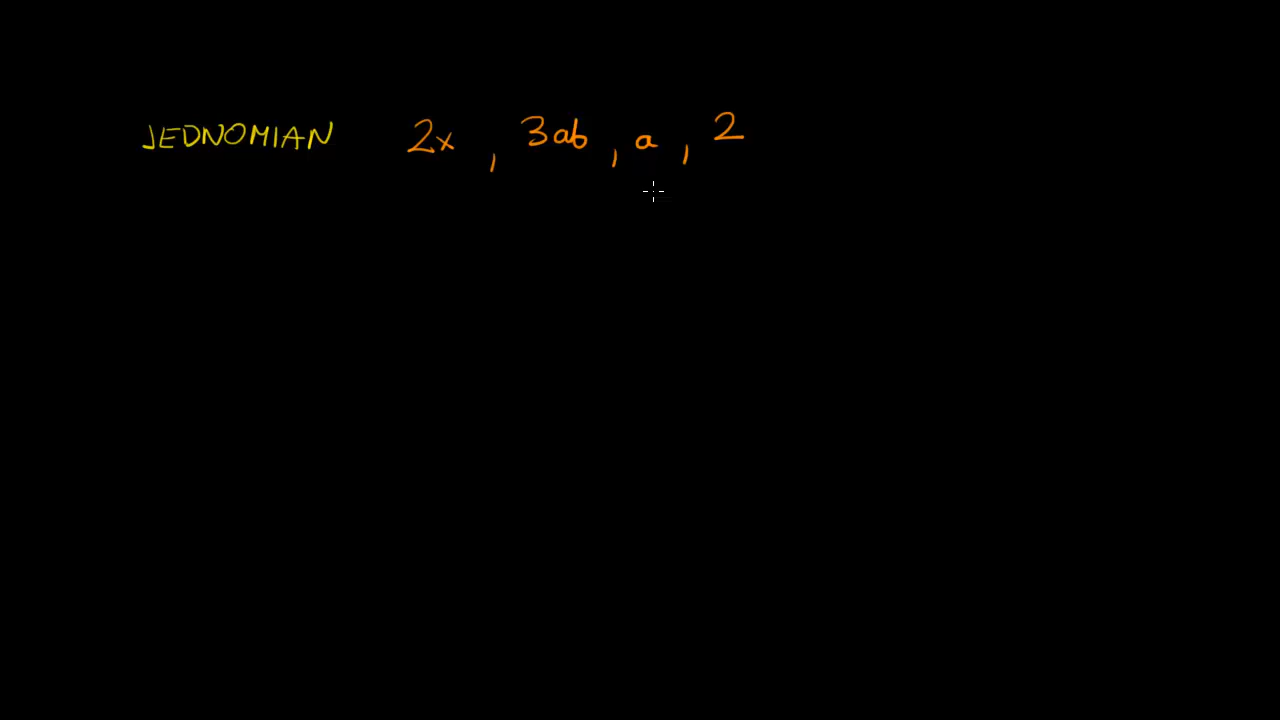 JEDNOMIAN 2x , 3ab , a , 2